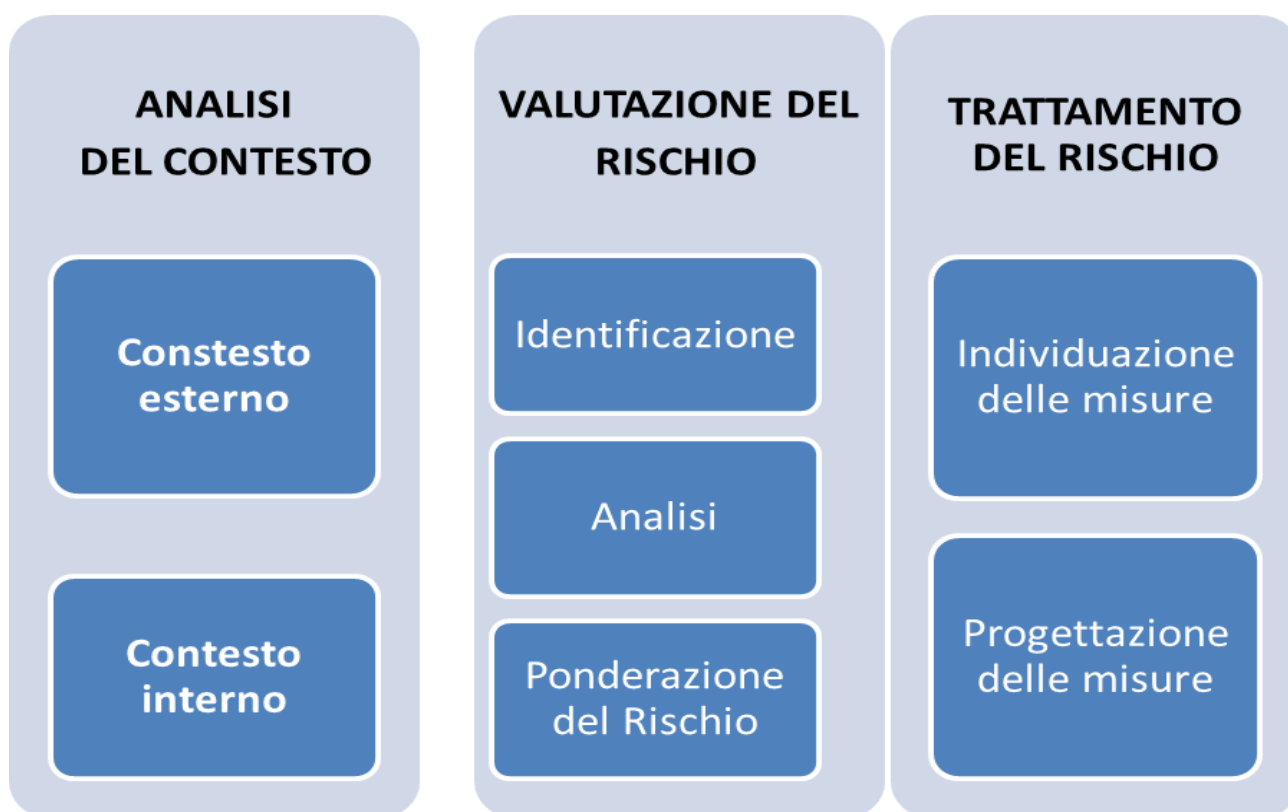 ANALISI
DEL CONTESTO
Constesto
esterno
Contesto
interno
VALUTAZIONE DEL
RISCHIO
Identificazione
Analisi
Ponderazione
del Rischio
TRATTAMENTO
DEL RISCHIO
Individuazione
delle misure
Progettazione
delle misure